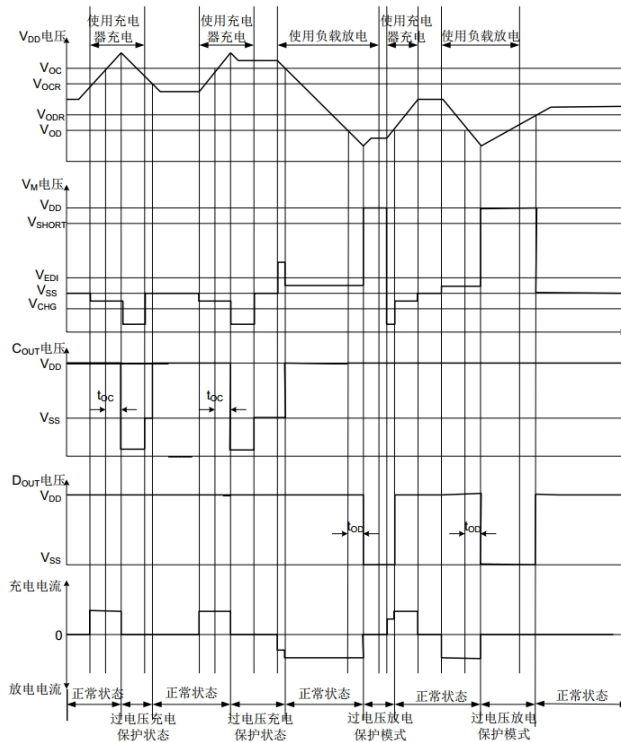 使用充电
器充电
使用充电
器充电
使用负载放电
使用充电
器充电
使用负载放电
VDD电压
VOC
VOCR
VODR
VOD
VM电压
VDD
VSHORT
VEDI
VSS
VCHG
COUT电压
VDD
tOC
tOC
VSS
DOUT电压
VDD
tOD
tOD
VSS
充电电流
0
放电电流
正常状态
正常状态
正常状态
正常状态
正常状态
过电压充电
保护状态
过电压充电
保护状态
过电压放电
保护模式
过电压放电
保护模式